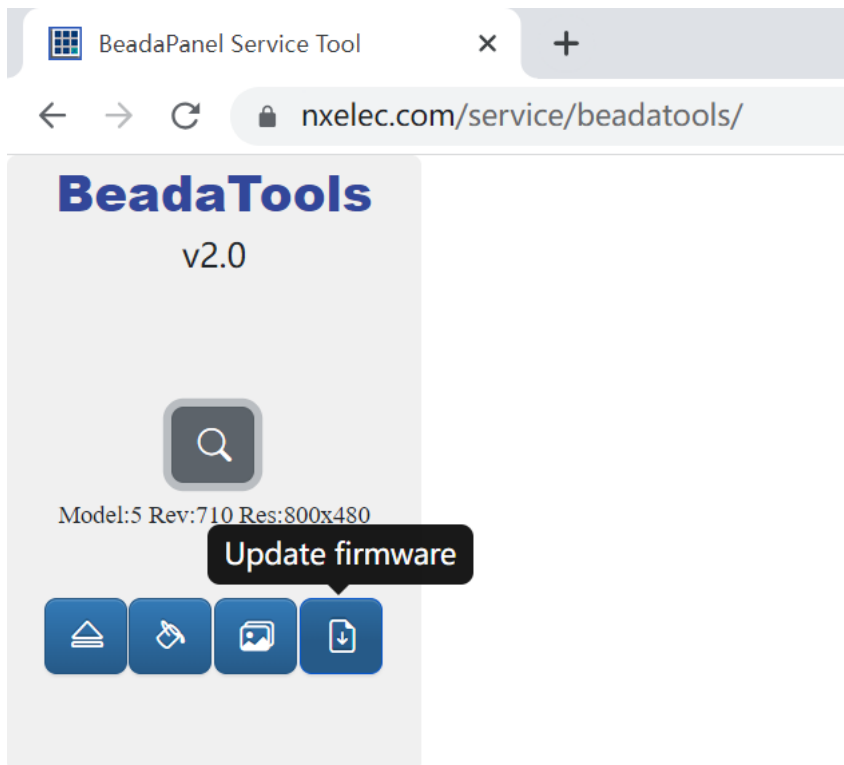 BeadaPanel Service Tool
nxelec.com/service/beadatools/
BeadaTools
v2.0
Model:5 Rev:710 Res:800x480
Update firmware